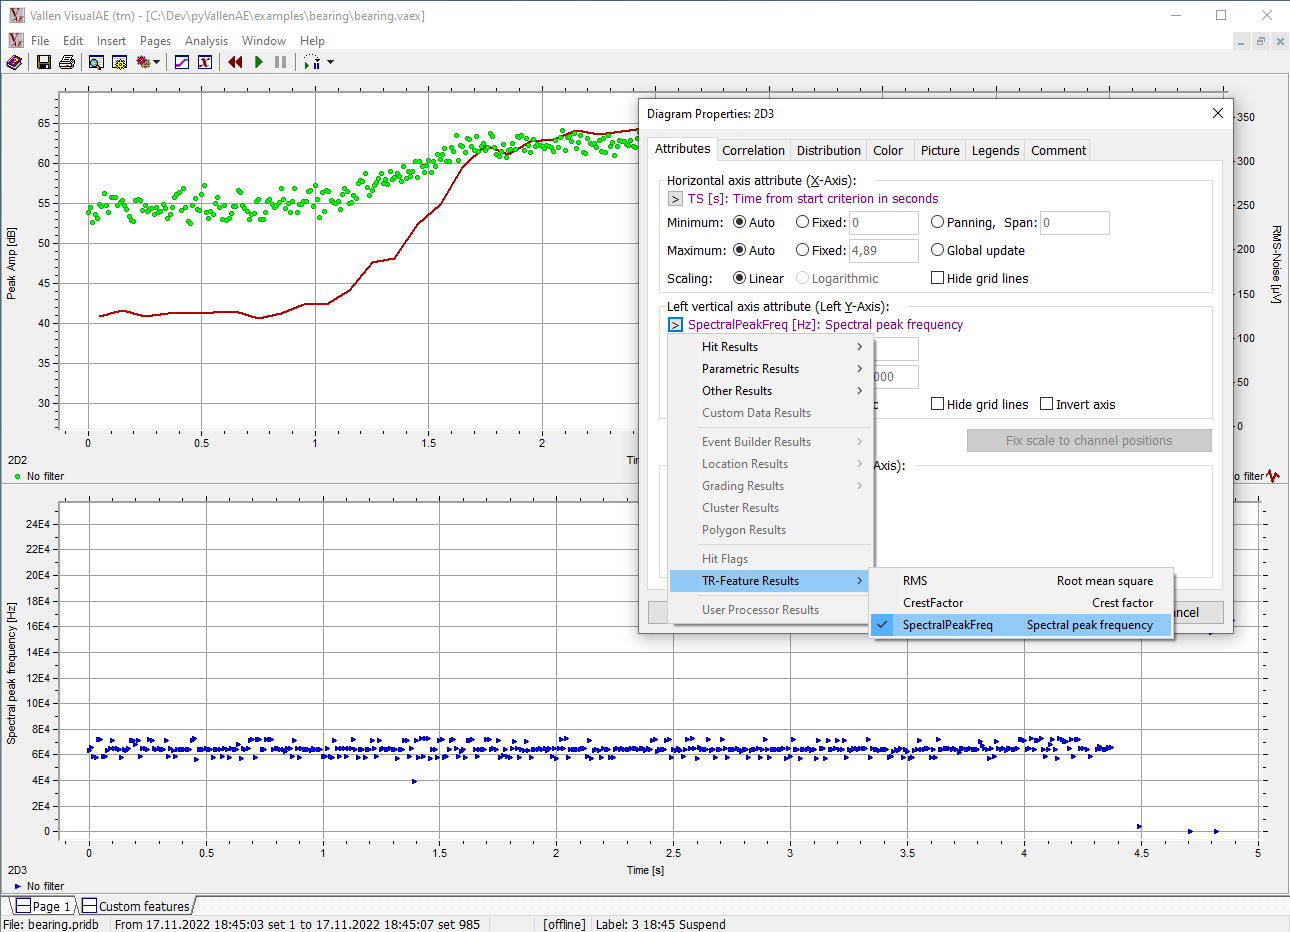 Vallen VisualAE (tm) - [C:\Dev\pyVallenAE\examples\bearing\bearing.vaex]
File Edit Insert Pages Analysis Window Help
65
60
55
50
45
40
35
30
Peak Amp [dB]
0 0.5 1 1.5 2
Tir
350
300
250
200
150
100
50
0
RMS-Noise [µV]
2D2
No filter
o filter
Diagram Properties: 2D3
Attributes Correlation Distribution Color Picture Legends Comment
Horizontal axis attribute (X-Axis):
> TS [s]: Time from start criterion in seconds
Minimum: Auto Fixed: 0 Panning, Span: 0
Maximum: Auto Fixed: 4,89 Global update
Scaling: Linear Logarithmic Hide grid lines
Left vertical axis attribute (Left Y-Axis):
> SpectralPeakFreq [Hz]: Spectral peak frequency
000
c Hide grid lines Invert axis
Fix scale to channel positions
Axis):
ncel
Hit Results >
Parametric Results >
Other Results >
Custom Data Results
Event Builder Results >
Location Results >
Grading Results >
Cluster Results
Polygon Results
Hit Flags
TR-Feature Results >
User Processor Results
RMS Root mean square
CrestFactor Crest factor
SpectralPeakFreq Spectral peak frequency
24E4
22E4
20E4
18E4
16E4
14E4
12E4
10E4
8E4
6E4
4E4
2E4
0
Spectral peak frequency [Hz]
0 0.5 1 1.5 2 2.5 3 3.5 4 4.5 5
Time [s]
2D3
No filter
Page 1 Custom features
File: bearing.pridb From 17.11.2022 18:45:03 set 1 to 17.11.2022 18:45:07 set 985 [offline] Label: 3 18:45 Suspend